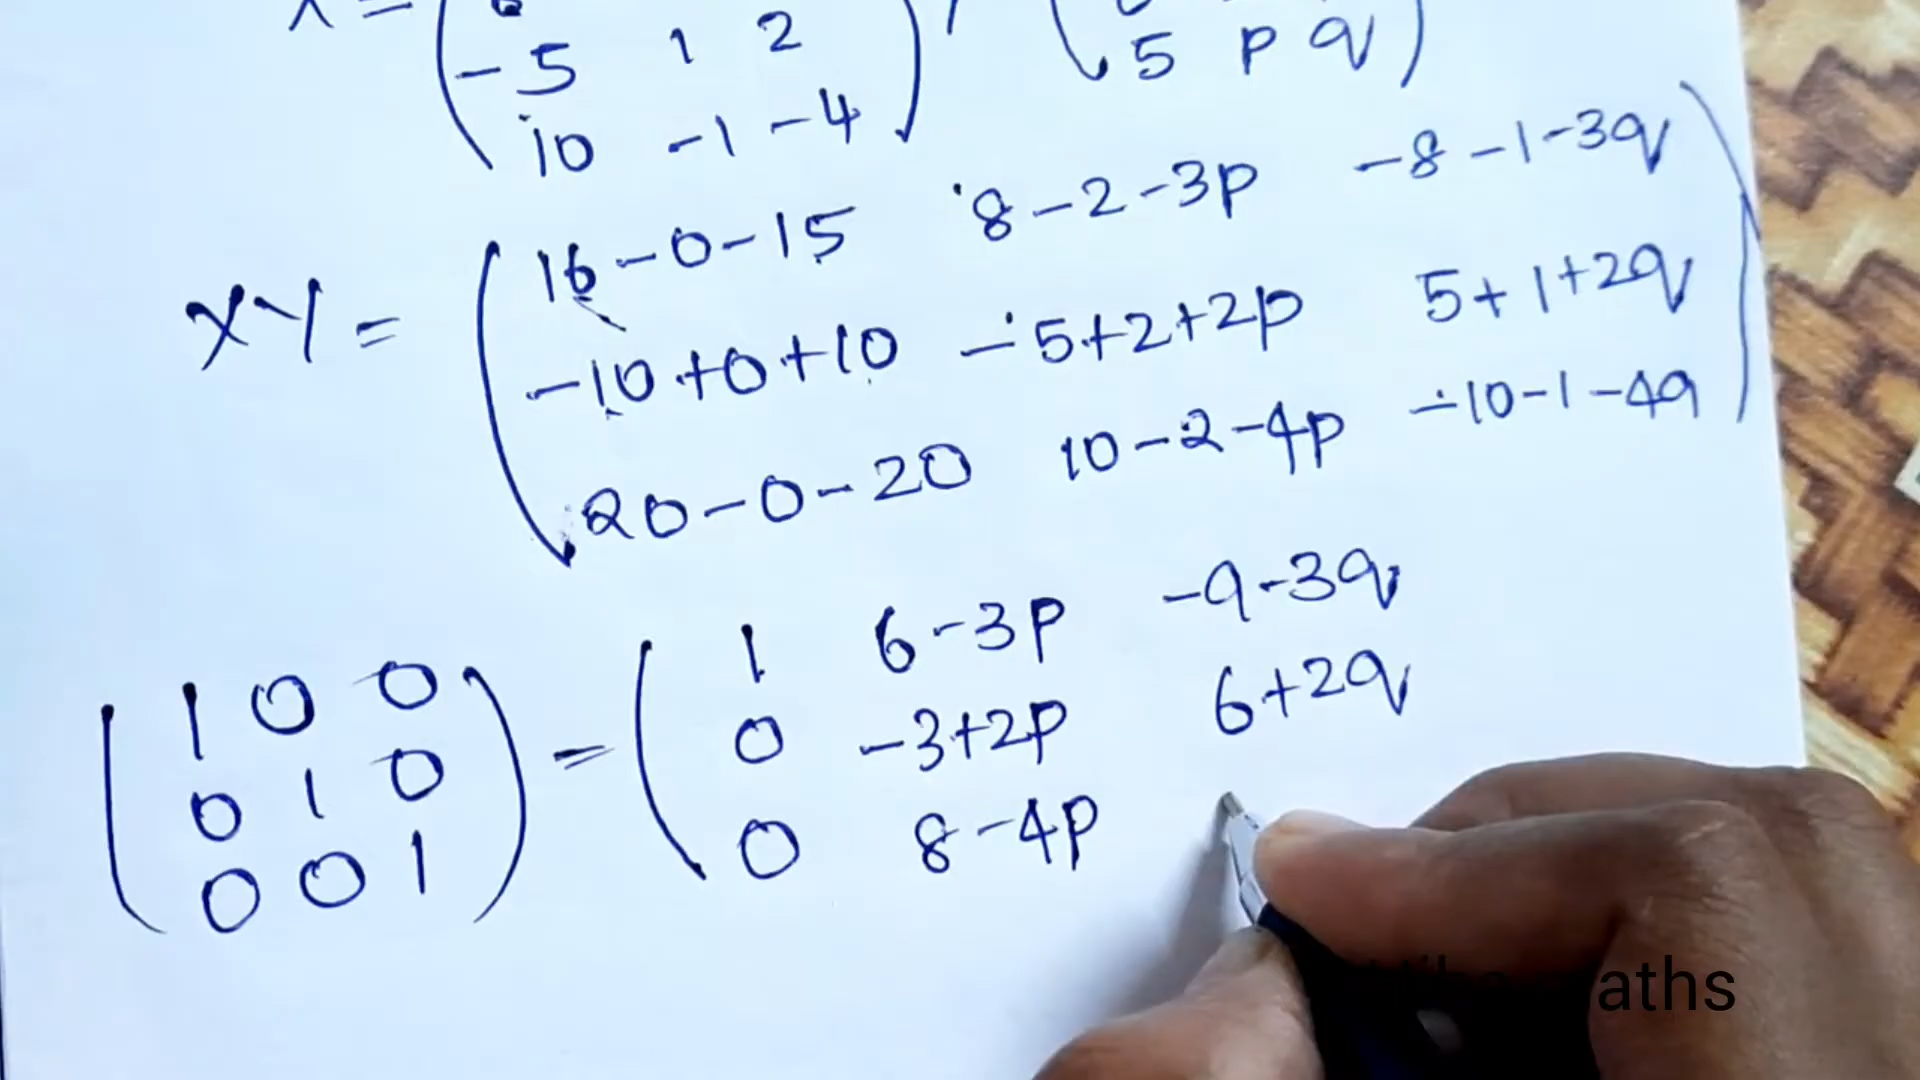 X =
-5 1 2
5 p q
10 -1 -4
16-0-15 8-2-3p -8-1-3q
XY = -10+0+10 -5+2+2p 5+1+2q
20-0-20 10-2-4p -10-1-4q
1 0 0 1 6-3p -9-3q
0 1 0 = 0 -3+2p 6+2q
0 0 1 0 8-4p
aths